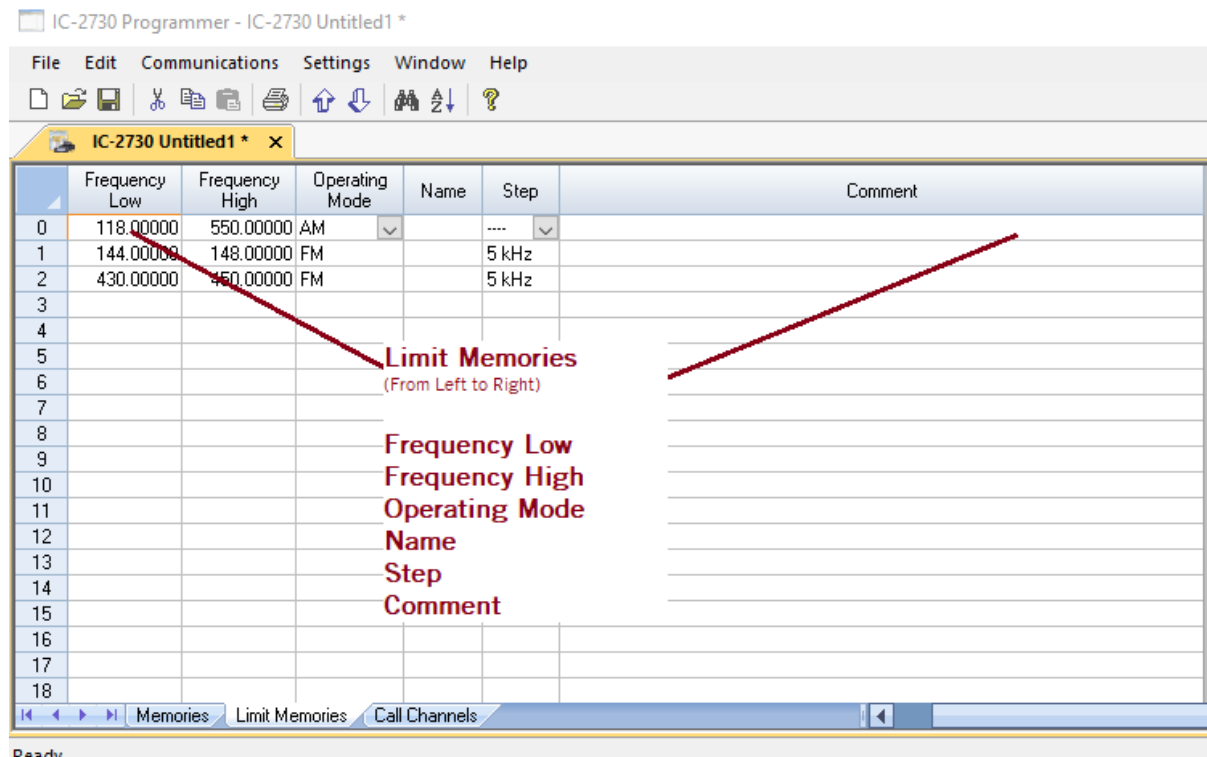 IC-2730 Programmer - IC-2730 Untitled1 *
File Edit Communications Settings Window Help
IC-2730 Untitled1 * x
Frequency Low Frequency High Operating Mode Name Step Comment
0 118.00000 550.00000 AM ----
1 144.00000 148.00000 FM 5 kHz
2 430.00000 450.00000 FM 5 kHz
3
4
5
6
7
8
9
10
11
12
13
14
15
16
17
18
Limit Memories
(From Left to Right)
Frequency Low
Frequency High
Operating Mode
Name
Step
Comment
Memories Limit Memories Call Channels
Ready